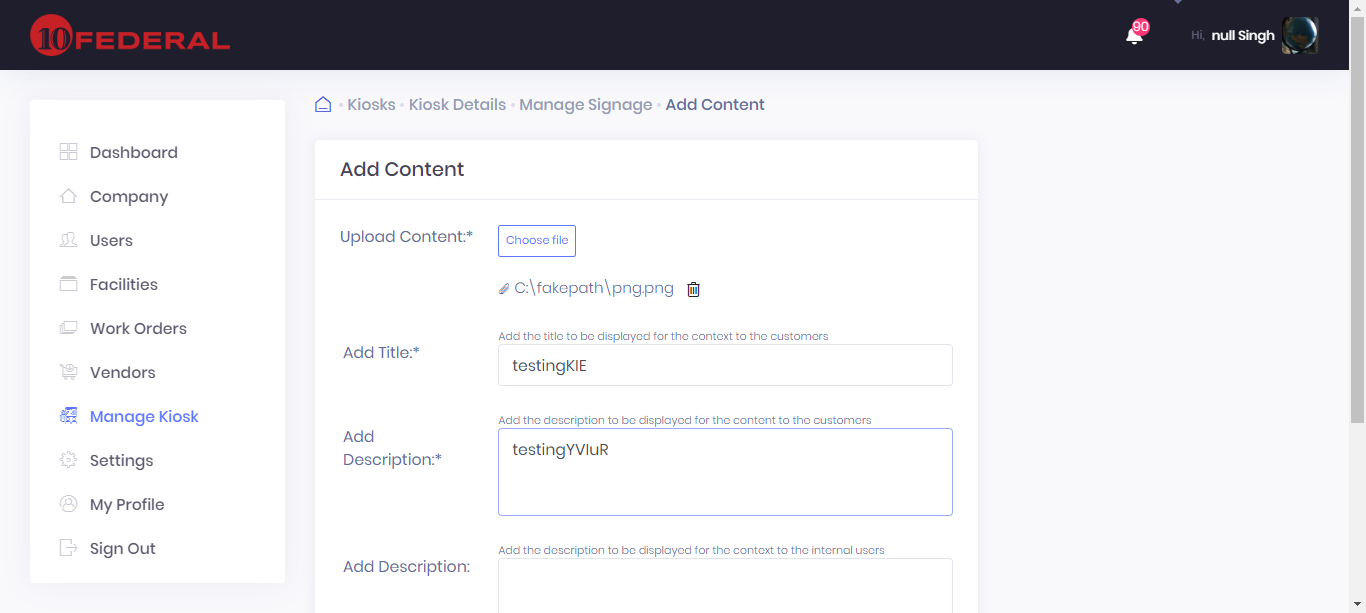 10 FEDERAL
90
Hi, null Singh
Kiosks • Kiosk Details • Manage Signage • Add Content
Dashboard
Company
Users
Facilities
Work Orders
Vendors
Manage Kiosk
Settings
My Profile
Sign Out
Add Content
Upload Content:*
Choose file
C:\fakepath\png.png
Add the title to be displayed for the context to the customers
Add Title:*
testingKIE
Add the description to be displayed for the content to the customers
Add
Description:*
testingYVIuR
Add the description to be displayed for the context to the internal users
Add Description: